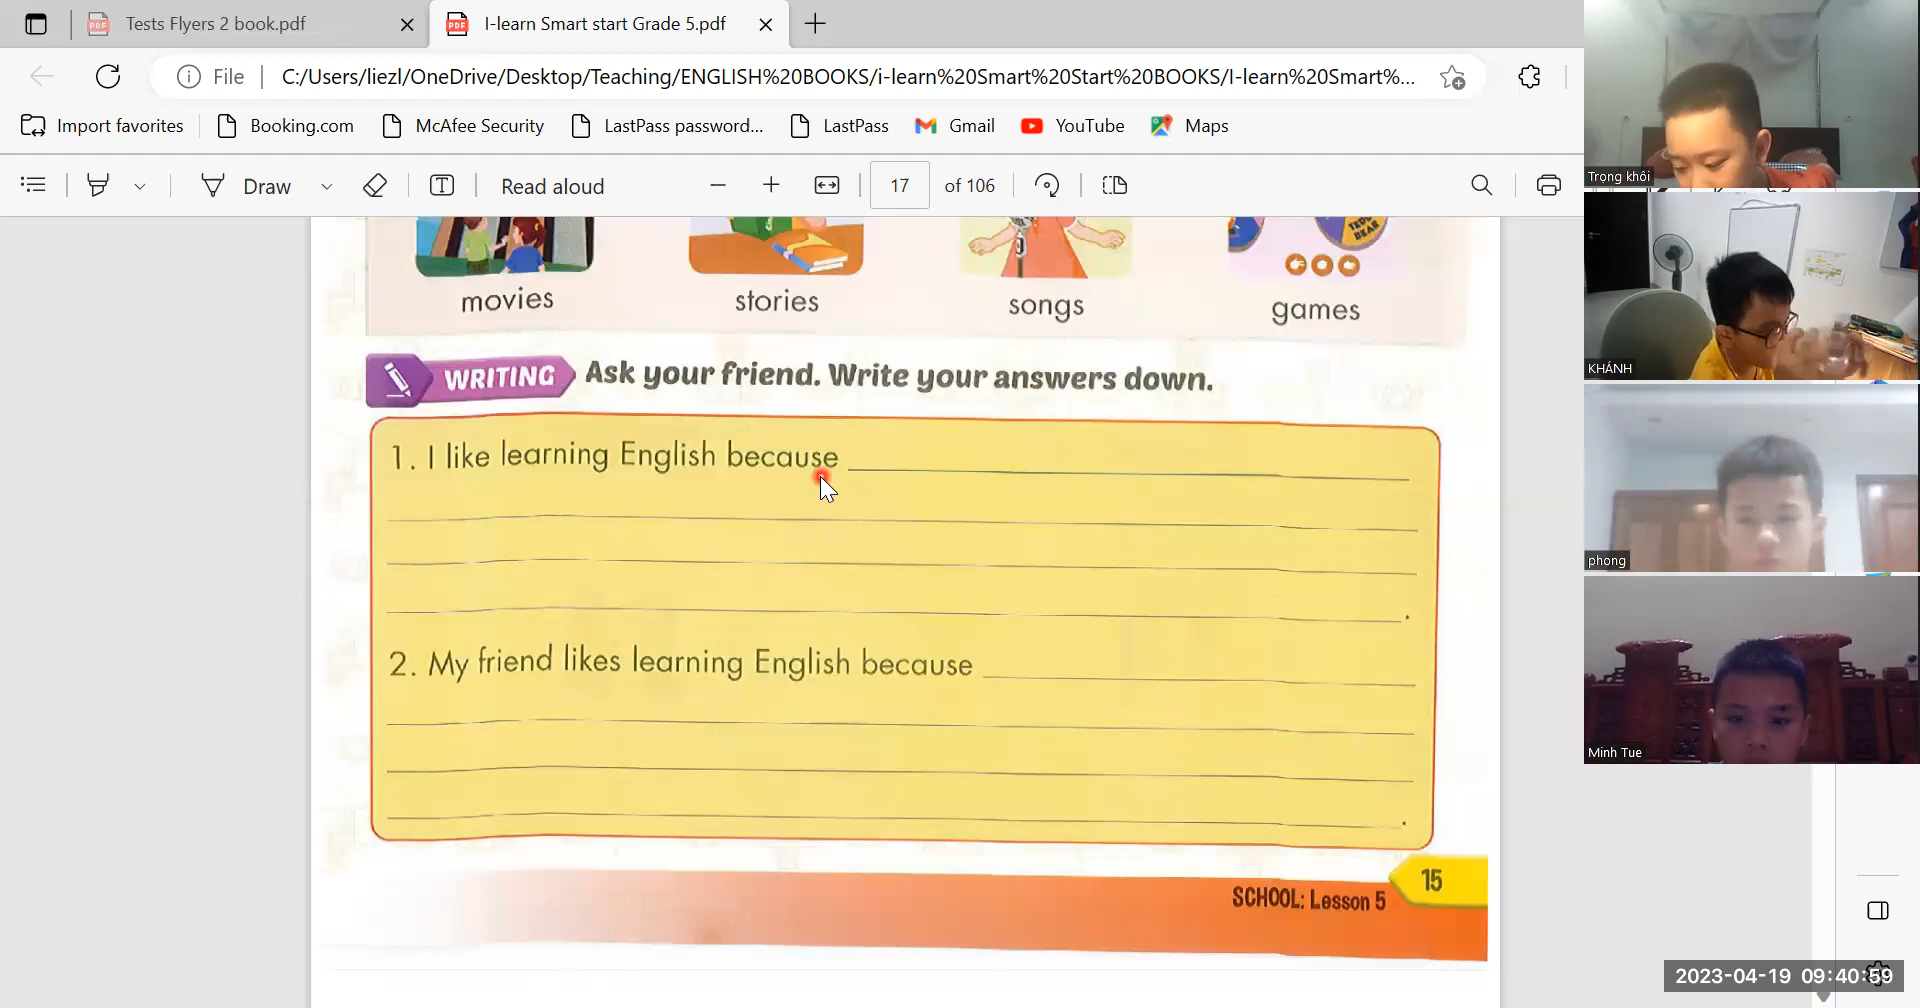 Tests Flyers 2 book.pdf
I-learn Smart start Grade 5.pdf
File
C:/Users/liezl/OneDrive/Desktop/Teaching/ENGLISH%20BOOKS/i-learn%20Smart%20Start%20BOOKS/I-learn%20Smart%...
Import favorites
Booking.com
McAfee Security
LastPass password...
LastPass
Gmail
YouTube
Maps
Draw
Read aloud
17 of 106
TEDDY BEAR
movies
stories
songs
games
WRITING Ask your friend. Write your answers down.
1. I like learning English because
2. My friend likes learning English because
SCHOOL: Lesson 5
15
Trọng khôi
KHÁNH
phong
Minh Tue
2023-04-19 09:40:59